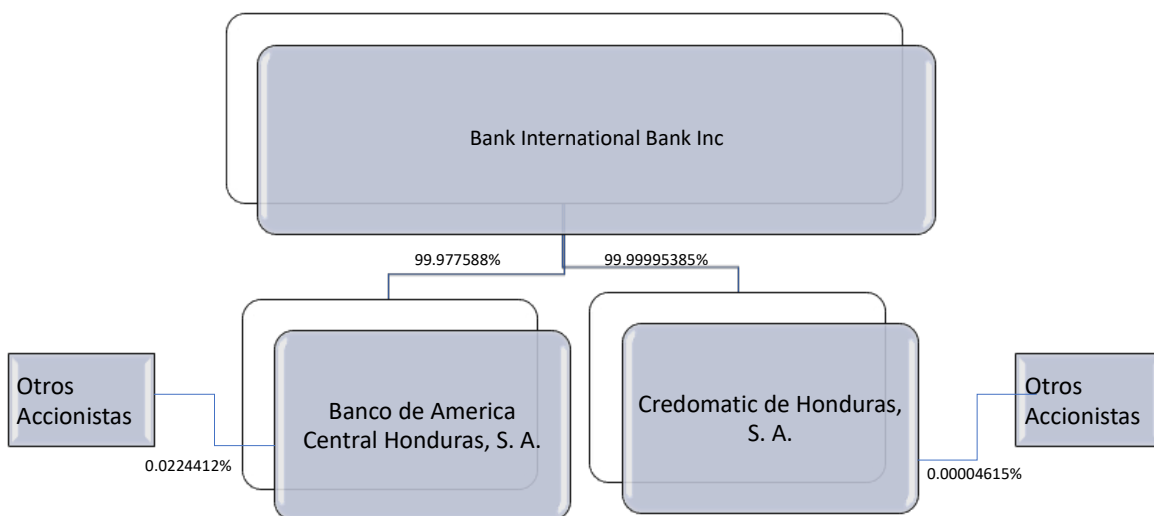 Bank International Bank Inc
99.977588%
99.99995385%
Otros
Accionistas
Banco de America
Central Honduras, S. A.
Credomatic de Honduras,
S. A.
Otros
Accionistas
0.0224412%
0.00004615%